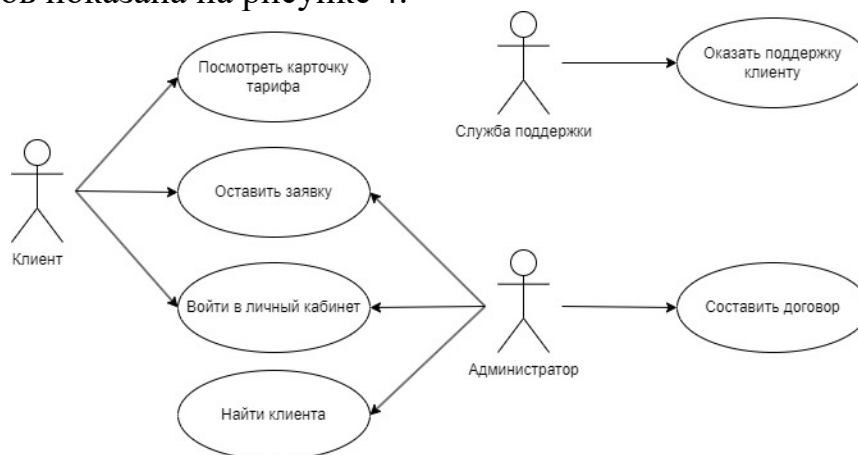 ов показана на рисунке 4.
Посмотреть карточку
тарифа
Оказать поддержку
клиенту
Служба поддержки
Оставить заявку
Клиент
Войти в личный кабинет
Составить договор
Администратор
Найти клиента